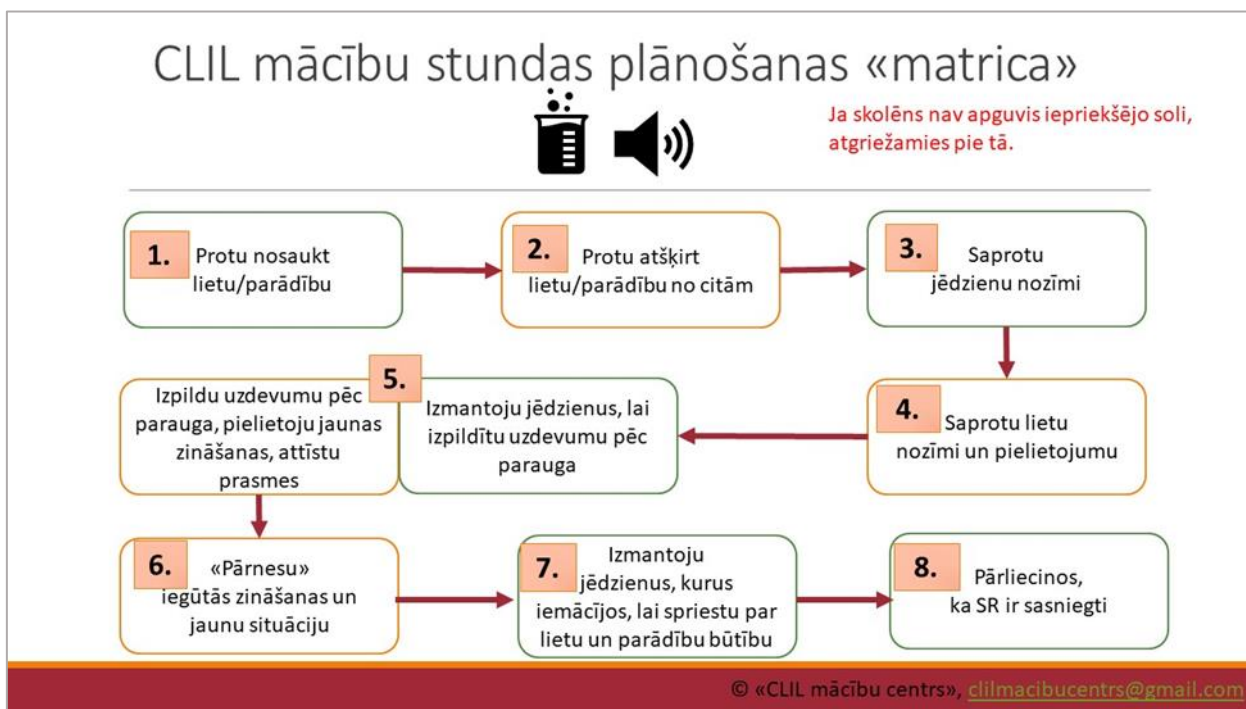 CLIL mācību stundas plānošanas «matrica»
Ja skolēns nav apguvis iepriekšējo soli,
atgriežamies pie tā.
1.
Protu nosaukt
lietu/parādību
2.
Protu atšķirt
lietu/parādību no citām
3.
Saprotu
jēdzienu nozīmi
4.
Saprotu lietu
nozīmi un pielietojumu
5.
Izmantoju jēdzienus, lai
izpildītu uzdevumu pēc
parauga
Izpildu uzdevumu pēc
parauga, pielietoju jaunas
zināšanas, attīstu
prasmes
6.
«Pārnesu»
iegūtās zināšanas un
jaunu situāciju
7.
Izmantoju
jēdzienus, kurus
iemācījos, lai spriestu par
lietu un parādību būtību
8.
Pārliecinos,
ka SR ir sasniegti
© «CLIL mācību centrs», clilmacibucentrs@gmail.com